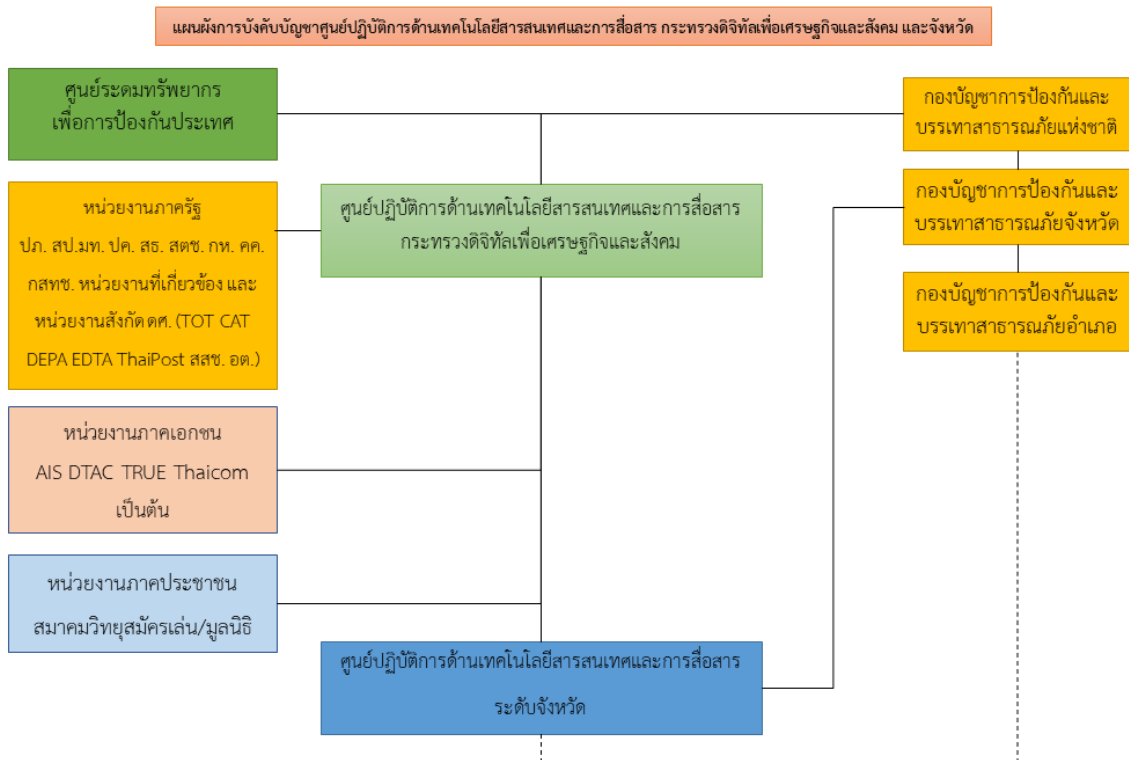 แผนผังการบังคับบัญชาศูนย์ปฏิบัติการด้านเทคโนโลยีสารสนเทศและการสื่อสาร กระทรวงดิจิทัลเพื่อเศรษฐกิจและสังคม และจังหวัด
ศูนย์ระดมทรัพยากร
เพื่อการป้องกันประเทศ
กองบัญชาการป้องกันและ
บรรเทาสาธารณภัยแห่งชาติ
หน่วยงานภาครัฐ
ปภ. สป.มท. ปค. สธ. สตช. กห. คค.
กสทช. หน่วยงานที่เกี่ยวข้อง และ
หน่วยงานสังกัด ดศ. (TOT CAT
DEPA EDTA ThaiPost สสช. อต.)
ศูนย์ปฏิบัติการด้านเทคโนโลยีสารสนเทศและการสื่อสาร
กระทรวงดิจิทัลเพื่อเศรษฐกิจและสังคม
กองบัญชาการป้องกันและ
บรรเทาสาธารณภัยจังหวัด
กองบัญชาการป้องกันและ
บรรเทาสาธารณภัยอำเภอ
หน่วยงานภาคเอกชน
AIS DTAC TRUE Thaicom
เป็นต้น
หน่วยงานภาคประชาชน
สมาคมวิทยุสมัครเล่น/มูลนิธิ
ศูนย์ปฏิบัติการด้านเทคโนโลยีสารสนเทศและการสื่อสาร
ระดับจังหวัด